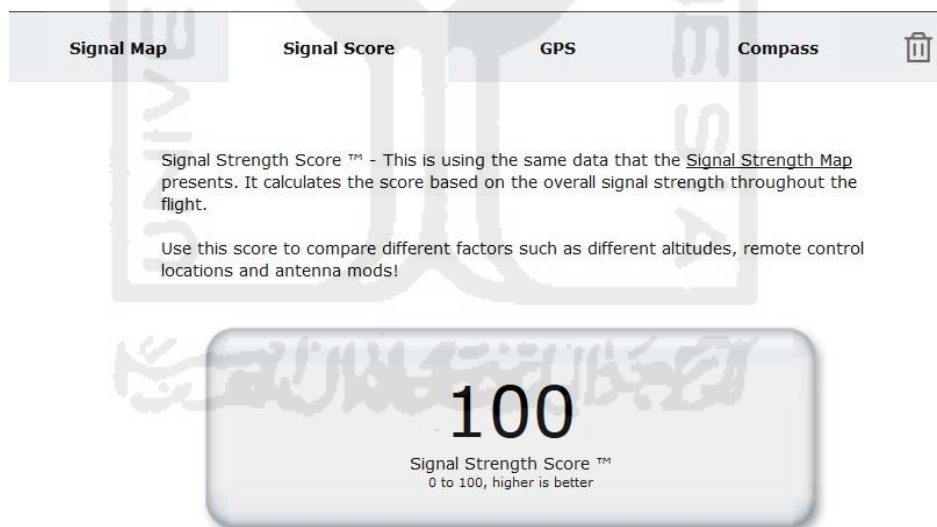 Signal Map Signal Score GPS Compass
Signal Strength Score ™ - This is using the same data that the Signal Strength Map
presents. It calculates the score based on the overall signal strength throughout the
flight.
Use this score to compare different factors such as different altitudes, remote control
locations and antenna mods!
100
Signal Strength Score ™
0 to 100, higher is better